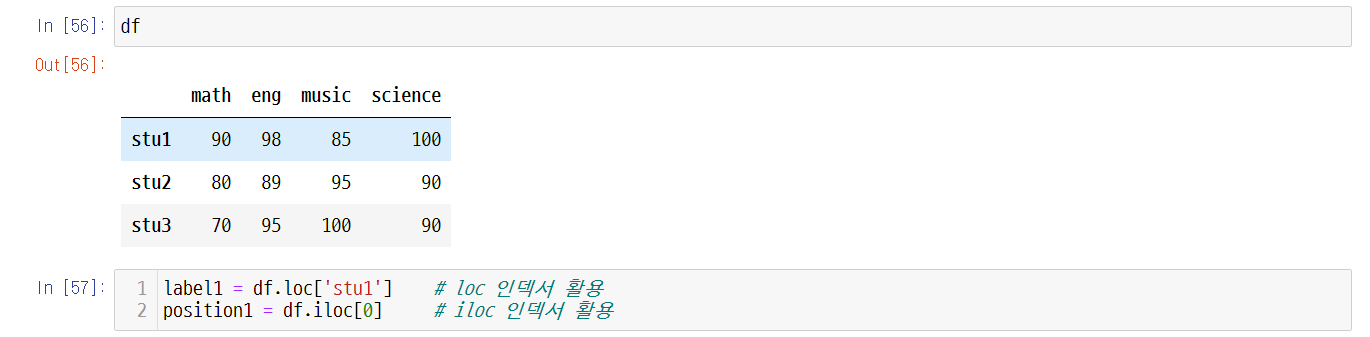 In [56]: df
Out[56]:
math eng music science
stu1 90 98 85 100
stu2 80 89 95 90
stu3 70 95 100 90
In [57]: 1 label1 = df.loc['stu1'] # loc 인덱서 활용
2 position1 = df.iloc[0] # iloc 인덱서 활용